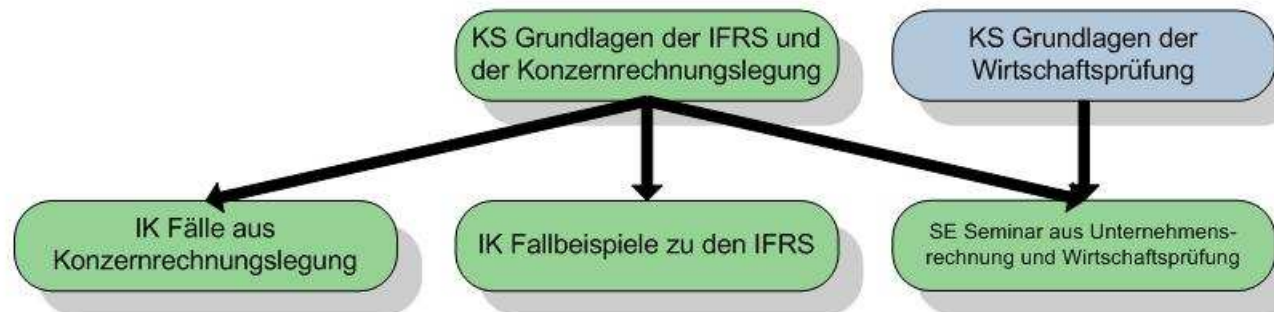 KS Grundlagen der IFRS und
der Konzernrechnungslegung
KS Grundlagen der
Wirtschaftsprüfung
IK Fälle aus
Konzernrechnungslegung
IK Fallbeispiele zu den IFRS
SE Seminar aus Unternehmens-
rechnung und Wirtschaftsprüfung